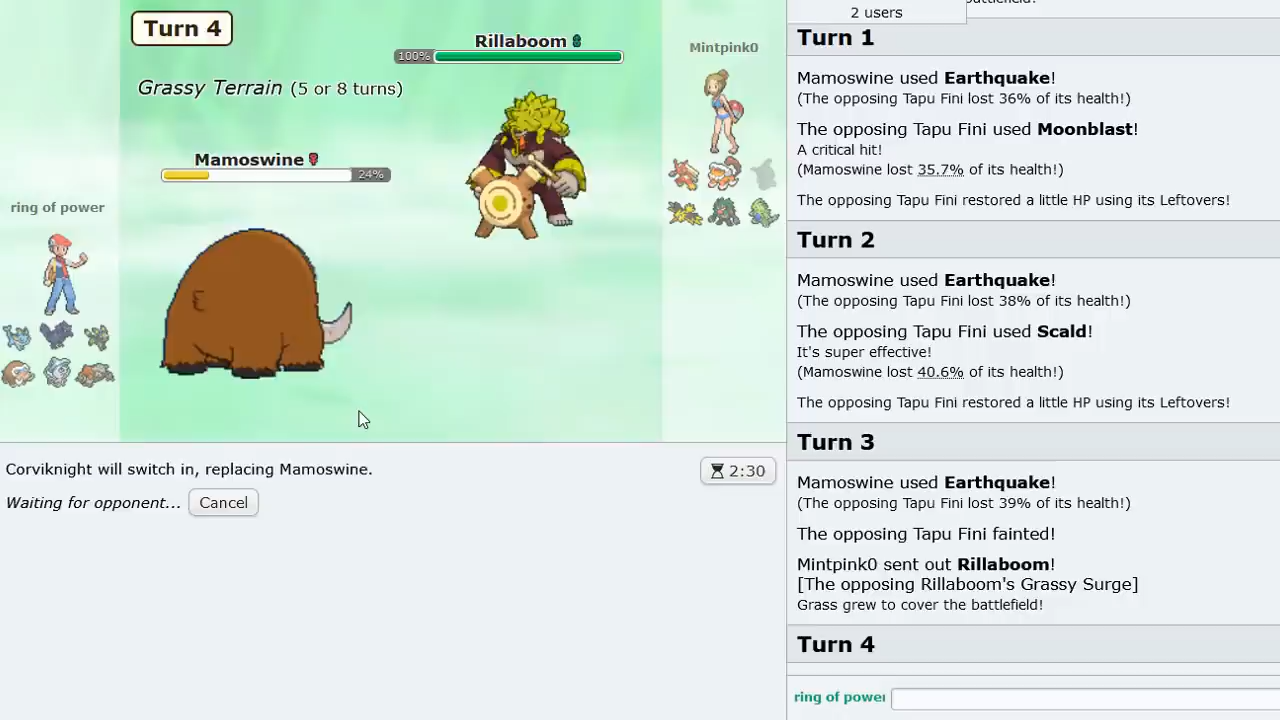 Turn 4
Rillaboom
100%
Grassy Terrain (5 or 8 turns)
Mamoswine
24%
ring of power
Mintpink0
Corviknight will switch in, replacing Mamoswine.
2:30
Waiting for opponent... Cancel
2 users
Turn 1
Mamoswine used Earthquake!
(The opposing Tapu Fini lost 36% of its health!)
The opposing Tapu Fini used Moonblast!
A critical hit!
(Mamoswine lost 35.7% of its health!)
The opposing Tapu Fini restored a little HP using its Leftovers!
Turn 2
Mamoswine used Earthquake!
(The opposing Tapu Fini lost 38% of its health!)
The opposing Tapu Fini used Scald!
It's super effective!
(Mamoswine lost 40.6% of its health!)
The opposing Tapu Fini restored a little HP using its Leftovers!
Turn 3
Mamoswine used Earthquake!
(The opposing Tapu Fini lost 39% of its health!)
The opposing Tapu Fini fainted!
Mintpink0 sent out Rillaboom!
[The opposing Rillaboom's Grassy Surge]
Grass grew to cover the battlefield!
Turn 4
ring of power